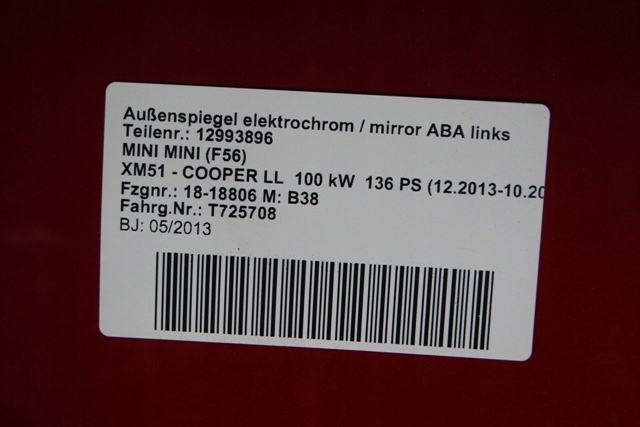 Außenspiegel elektrochrom / mirror ABA links
Teilenr.: 12993896
MINI MINI (F56)
XM51 - COOPER LL 100 kW 136 PS (12.2013-10.20
Fzgnr.: 18-18806 M: B38
Fahrg.Nr.: T725708
BJ: 05/2013